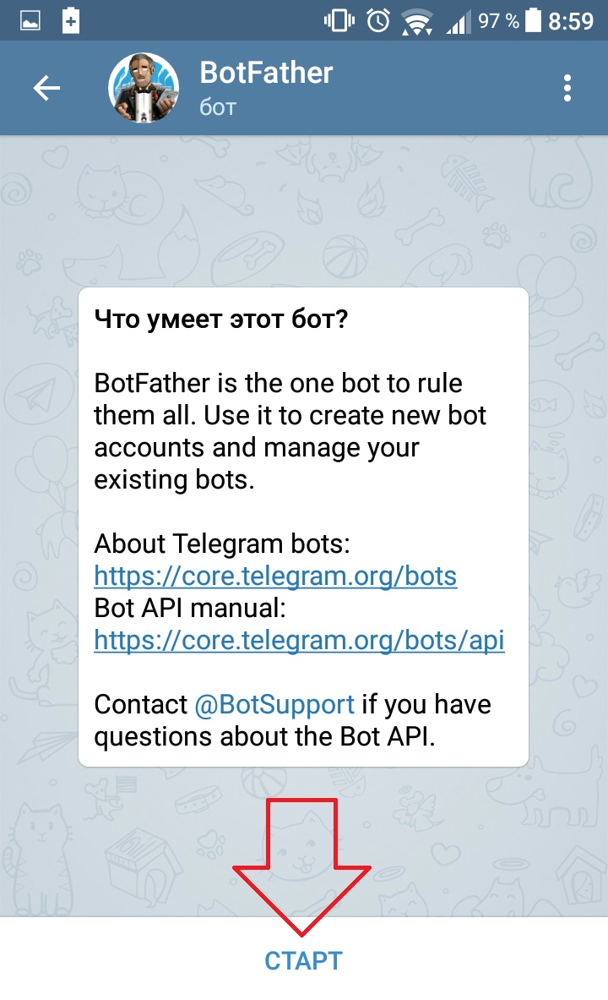 97 % 8:59
BotFather
бот
Что умеет этот бот?
BotFather is the one bot to rule
them all. Use it to create new bot
accounts and manage your
existing bots.
About Telegram bots:
https://core.telegram.org/bots
Bot API manual:
https://core.telegram.org/bots/api
Contact @BotSupport if you have
questions about the Bot API.
СТАРТ